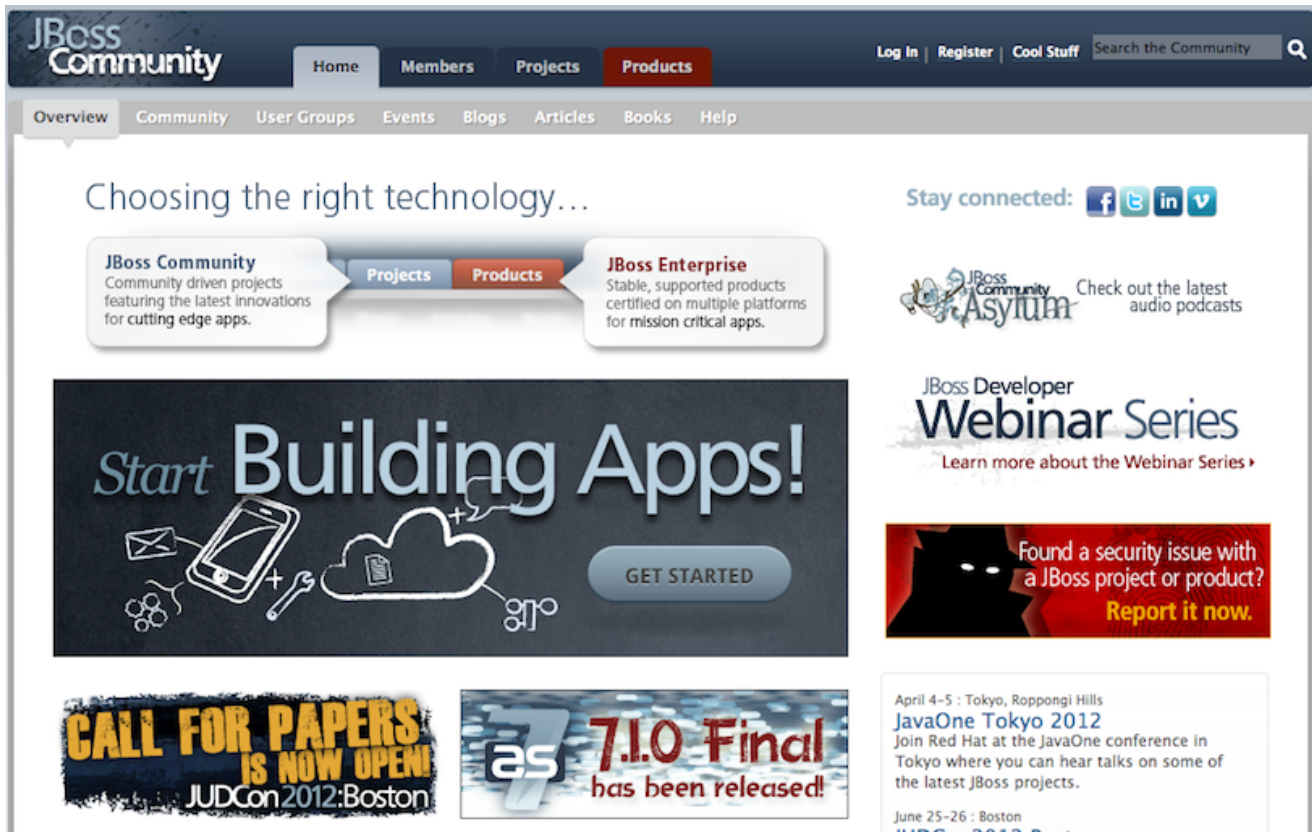 JBoss
Community
Home Members Projects Products
Log In | Register | Cool Stuff Search the Community
Overview Community User Groups Events Blogs Articles Books Help
Choosing the right technology...
JBoss Community
Community driven projects
featuring the latest innovations
for cutting edge apps.
Projects Products
JBoss Enterprise
Stable, supported products
certified on multiple platforms
for mission critical apps.
Start Building Apps!
GET STARTED
CALL FOR PAPERS
IS NOW OPEN!
JUDCon2012:Boston
7
as
7.1.0 Final
has been released!
Stay connected:
f t in v
JBoss
Community
Asylum
Check out the latest
audio podcasts
JBoss Developer
Webinar Series
Learn more about the Webinar Series
Found a security issue with
a JBoss project or product?
Report it now.
April 4-5 : Tokyo, Roppongi Hills
JavaOne Tokyo 2012
Join Red Hat at the JavaOne conference in
Tokyo where you can hear talks on some of
the latest JBoss projects.
June 25-26 : Boston
JUDCon 2012 Boston